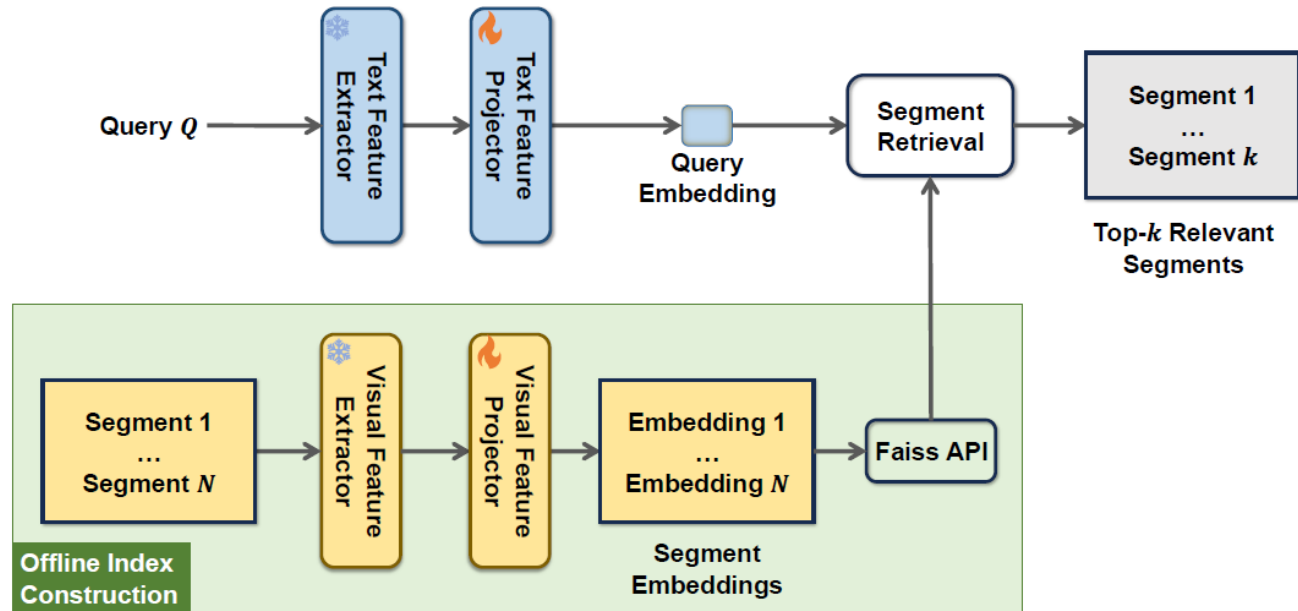 Text Feature
Extractor
Text Feature
Projector
Query Q
Query
Embedding
Segment
Retrieval
Segment 1
...
Segment k
Top-k Relevant
Segments
Segment 1
...
Segment N
Visual Feature
Extractor
Visual Feature
Projector
Embedding 1
...
Embedding N
Faiss API
Segment
Embeddings
Offline Index
Construction